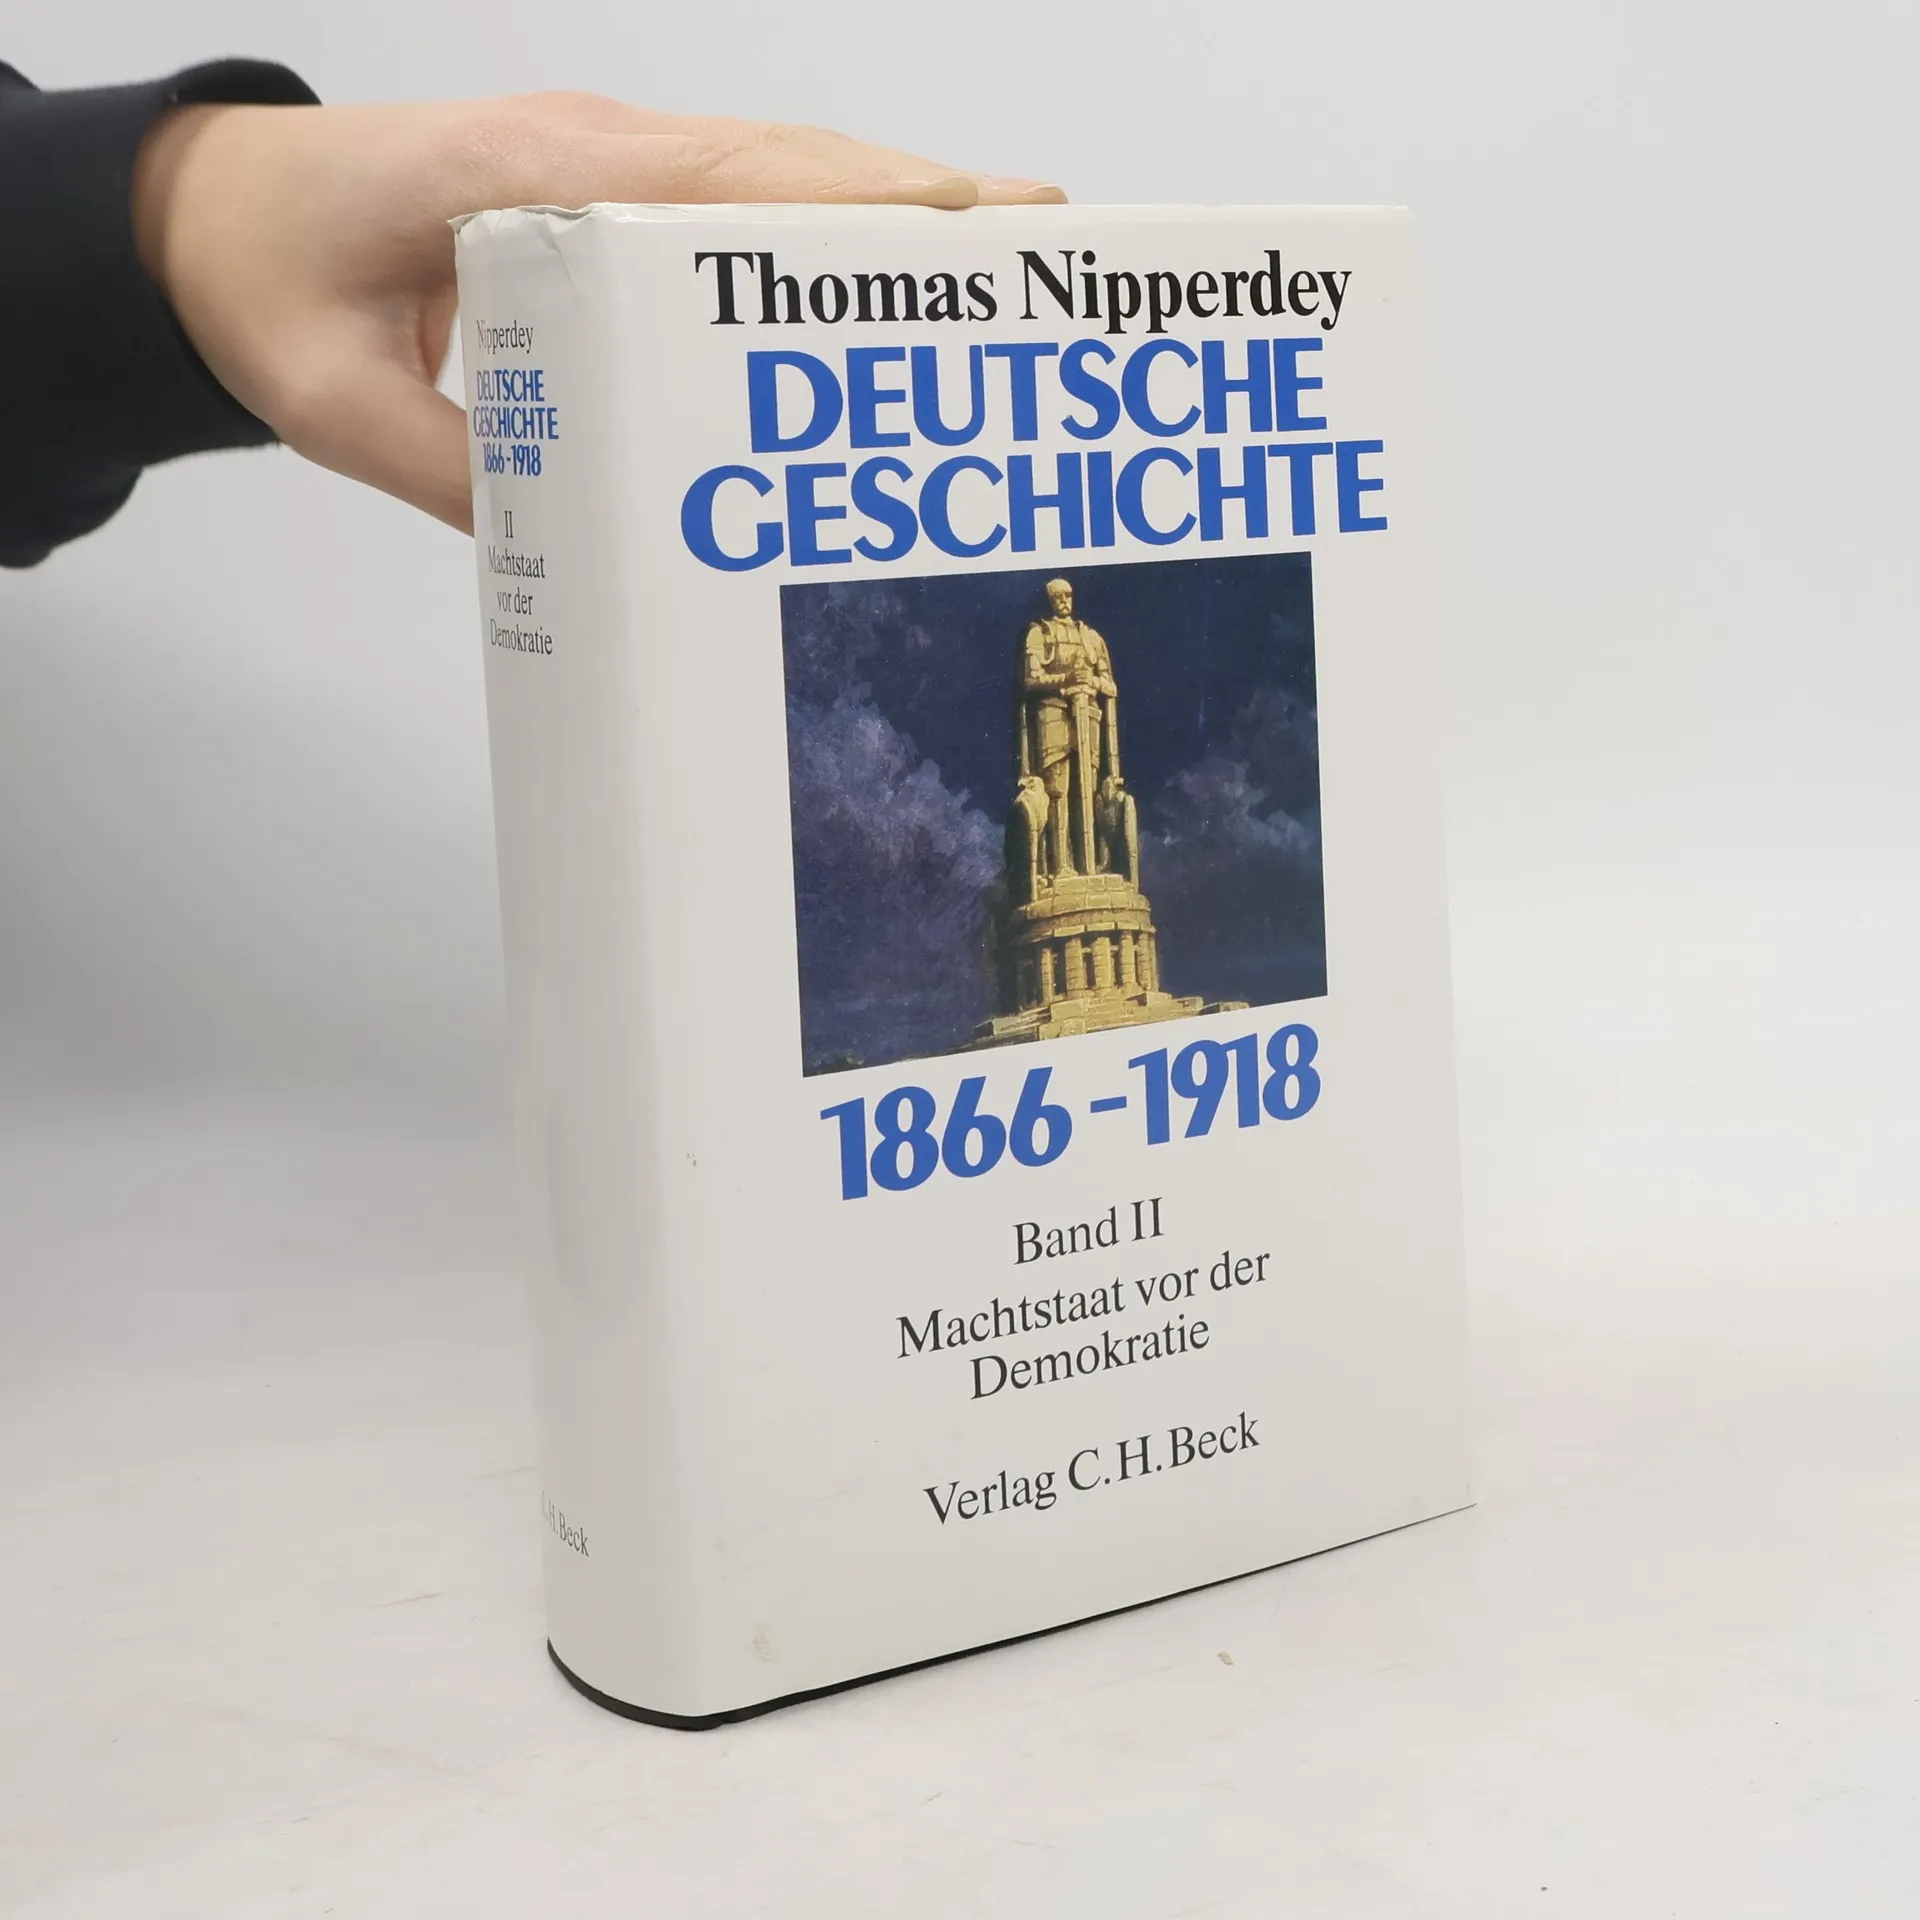 Thomas Nipperdey
DEUTSCHE
GESCHICHTE
1866-1918
Band II
Machtstaat vor der
Demokratie
Verlag C.H.Beck
Nipperdey
DEUTSCHE
GESCHICHTE
1866-1918
II
Machtstaat
vor der
Demokratie
C.H.Beck